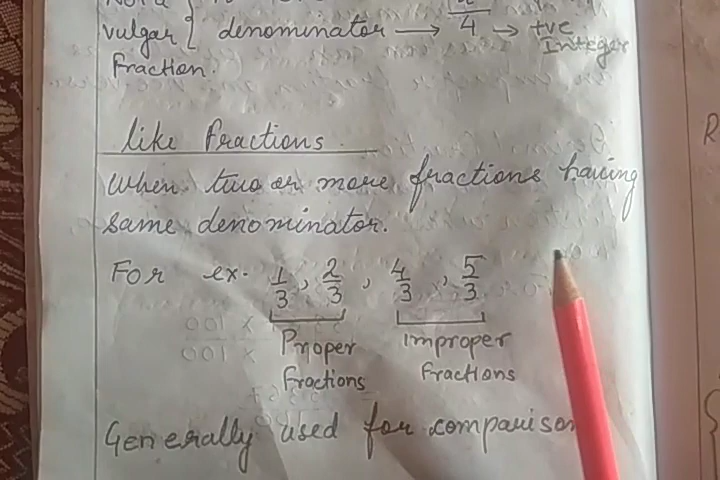 vulgar } denominator → 4 → +ve
Integer
fraction.
like fractions
When two or more fractions having
same denominator.
For ex. 1/3, 2/3, 4/3, 5/3
Proper fractions
Improper fractions
Generally used for comparison